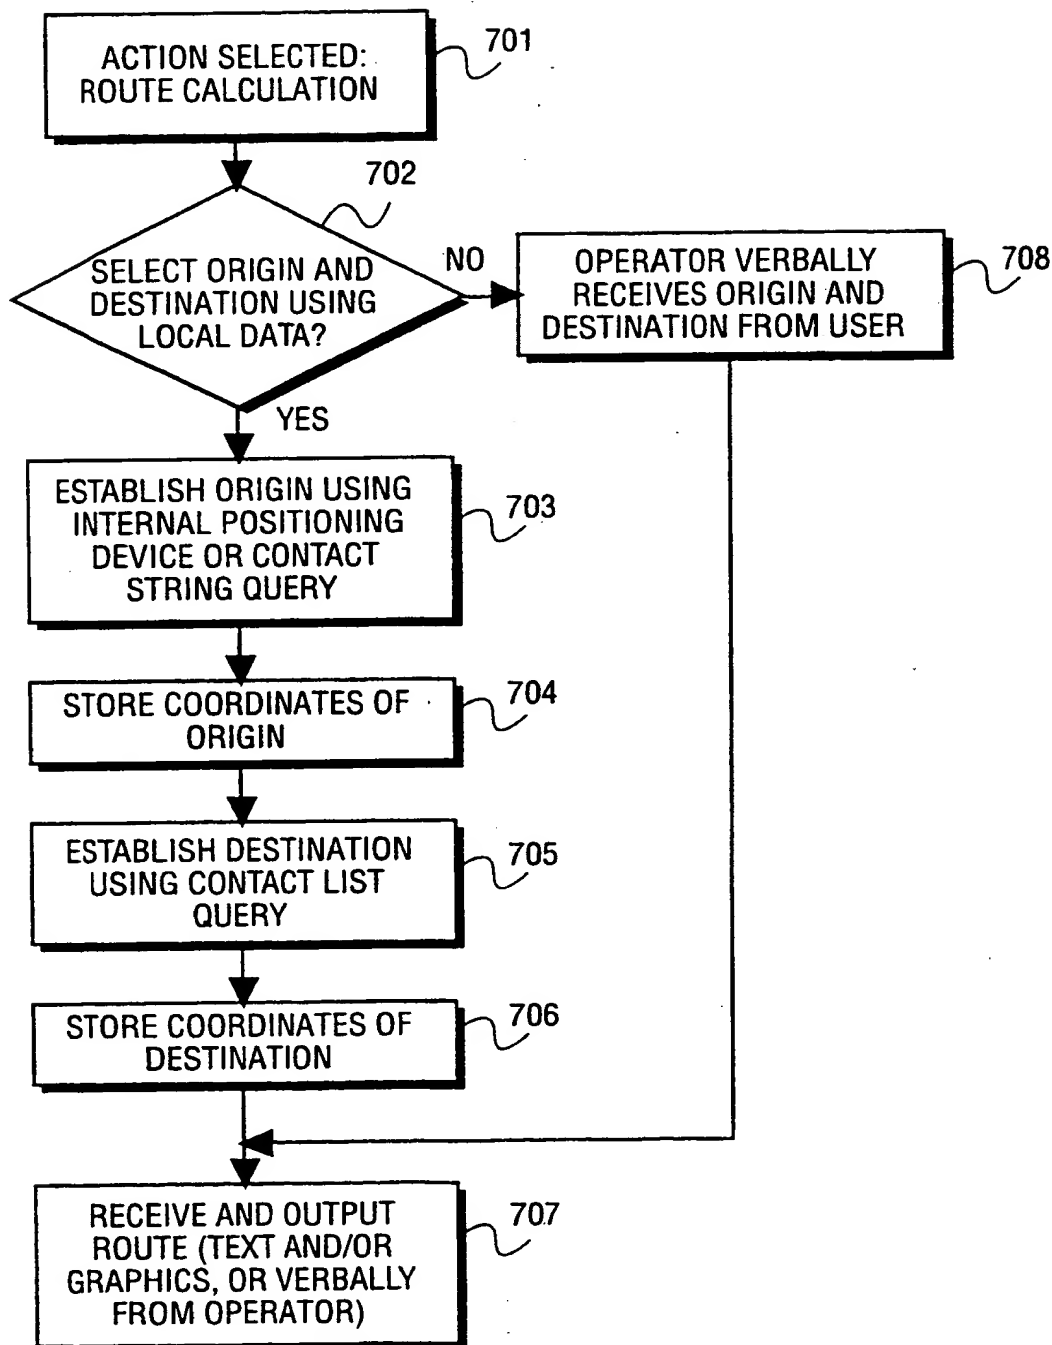 ACTION SELECTED:
ROUTE CALCULATION
701
702
SELECT ORIGIN AND
DESTINATION USING
LOCAL DATA?
NO
YES
OPERATOR VERBALLY
RECEIVES ORIGIN AND
DESTINATION FROM USER
708
ESTABLISH ORIGIN USING
INTERNAL POSITIONING
DEVICE OR CONTACT
STRING QUERY
703
STORE COORDINATES OF
ORIGIN
704
ESTABLISH DESTINATION
USING CONTACT LIST
QUERY
705
STORE COORDINATES OF
DESTINATION
706
RECEIVE AND OUTPUT
ROUTE (TEXT AND/OR
GRAPHICS, OR VERBALLY
FROM OPERATOR)
707